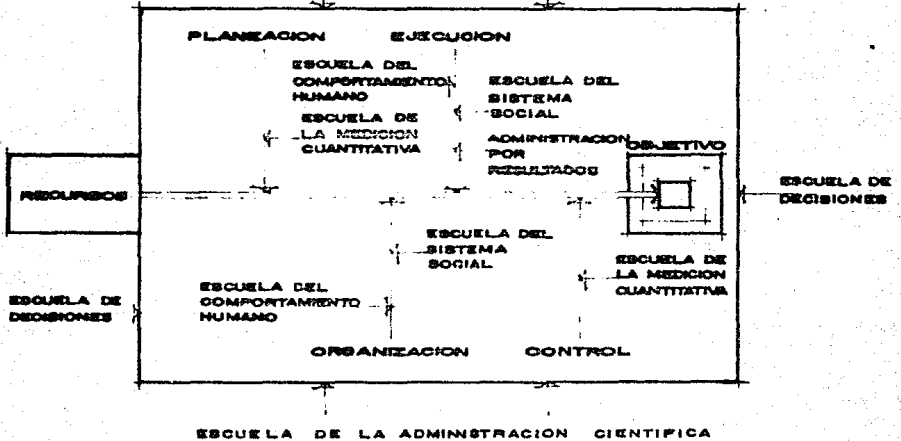 PLANEACION
EJECUCION
ESCUELA DEL
COMPORTAMIENTO
HUMANO
ESCUELA DEL
SISTEMA
SOCIAL
ESCUELA DE
LA MEDICION
CUANTITATIVA
ADMINISTRACION
POR
RESULTADOS
OBJETIVO
RECURSOS
ESCUELA DE
DECISIONES
ESCUELA DEL
SISTEMA
SOCIAL
ESCUELA DE
LA MEDICION
CUANTITATIVA
ESCUELA DEL
COMPORTAMIENTO
HUMANO
ESCUELA DE
DECISIONES
ORGANIZACION
CONTROL
ESCUELA DE LA ADMINISTRACION CIENTIFICA